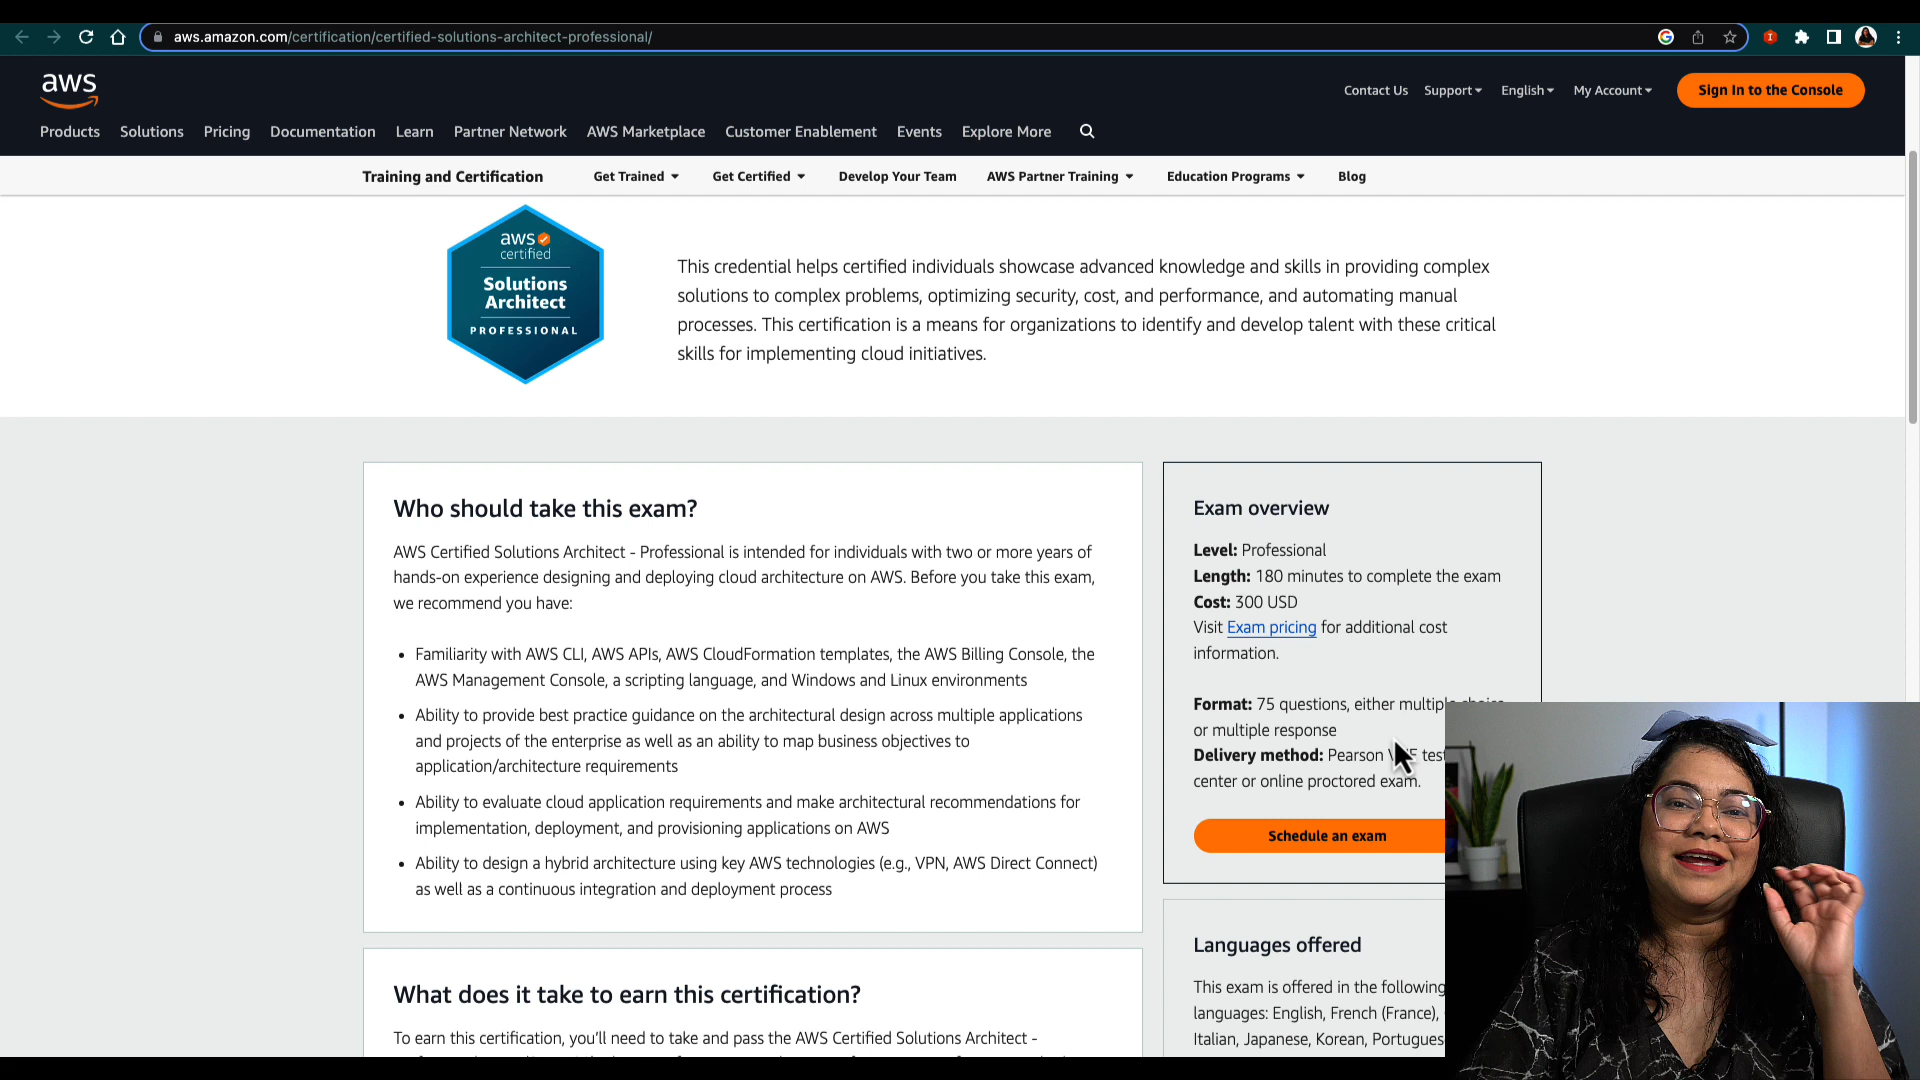 aws.amazon.com/certification/certified-solutions-architect-professional/
aws
Contact Us Support English My Account Sign In to the Console
Products Solutions Pricing Documentation Learn Partner Network AWS Marketplace Customer Enablement Events Explore More
Training and Certification Get Trained Get Certified Develop Your Team AWS Partner Training Education Programs Blog
aws
certified
Solutions
Architect
PROFESSIONAL
This credential helps certified individuals showcase advanced knowledge and skills in providing complex
solutions to complex problems, optimizing security, cost, and performance, and automating manual
processes. This certification is a means for organizations to identify and develop talent with these critical
skills for implementing cloud initiatives.
Who should take this exam?
AWS Certified Solutions Architect - Professional is intended for individuals with two or more years of
hands-on experience designing and deploying cloud architecture on AWS. Before you take this exam,
we recommend you have:
• Familiarity with AWS CLI, AWS APIs, AWS CloudFormation templates, the AWS Billing Console, the
AWS Management Console, a scripting language, and Windows and Linux environments
• Ability to provide best practice guidance on the architectural design across multiple applications
and projects of the enterprise as well as an ability to map business objectives to
application/architecture requirements
• Ability to evaluate cloud application requirements and make architectural recommendations for
implementation, deployment, and provisioning applications on AWS
• Ability to design a hybrid architecture using key AWS technologies (e.g., VPN, AWS Direct Connect)
as well as a continuous integration and deployment process
What does it take to earn this certification?
To earn this certification, you'll need to take and pass the AWS Certified Solutions Architect -
Exam overview
Level: Professional
Length: 180 minutes to complete the exam
Cost: 300 USD
Visit Exam pricing for additional cost
information.
Format: 75 questions, either multiple choice
or multiple response
Delivery method: Pearson
center or online proctored exam.
Schedule an exam
Languages offered
This exam is offered in the following
languages: English, French (France),
Italian, Japanese, Korean,